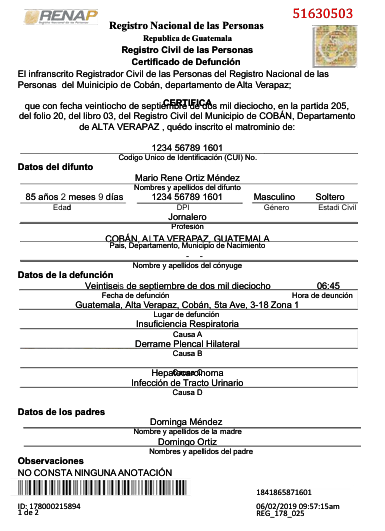 RENAP
51630503
Registro Nacional de las Personas
Republica de Guatemala
Registro Civil de las Personas
Certificado de Defunción
El infrascrito Registrador Civil de las Personas del Registro Nacional de las
Personas del Muinicipio de Cobán, departamento de Alta Verapaz;
CERTIFICA
que con fecha veintiocho de septiembre de dos mil dieciocho, en la partida 205,
del folio 20, del libro 03, del Registro Civil del Municipio de COBÁN, Departamento
de ALTA VERAPAZ , quédo inscrito el matromino de:
1234 56789 1601
Codigo Unico de Identificación (CUI) No.
Datos del difunto
Mario Rene Ortiz Méndez
Nombres y apellidos del difunto
85 años 2 meses 9 días 1234 56789 1601 Masculino Soltero
Edad DPI Género Estadi Civil
Jornalero
Profesión
COBÁN, ALTA VERAPAZ, GUATEMALA
Pais, Departamento, Municipio de Nacimiento
- -
Nombre y apellidos del cónyuge
Datos de la defunción
Veintiseis de septiembre de dos mil dieciocho 06:45
Fecha de defunción Hora de deunción
Guatemala, Alta Verapaz, Cobán, 5ta Ave, 3-18 Zona 1
Lugar de defunción
Insuficiencia Respiratoria
Causa A
Derrame Plencal Hilateral
Causa B
Infección de Tracto Urinario
Causa D
Datos de los padres
Dominga Méndez
Nombre y apellidos de la madre
Domingo Ortiz
Nombres y apellidos del padre
Observaciones
NO CONSTA NINGUNA ANOTACIÓN
1841865871601
ID: 178000215894
06/02/2019 09:57:15am
1 de 2
REG_178_025